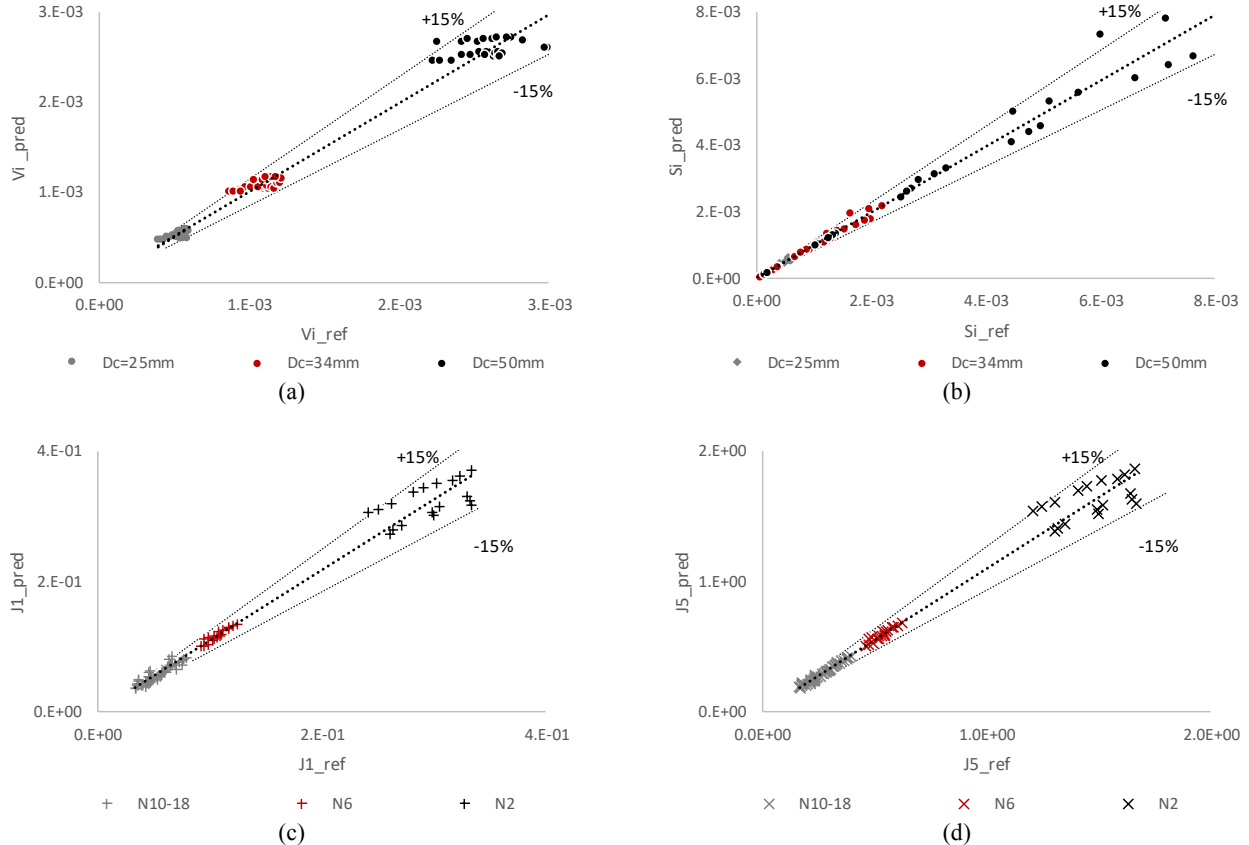 3.E-03
+15%
2.E-03
-15%
Vi _pred
1.E-03
0.E+00
0.E+00
1.E-03
2.E-03
3.E-03
Vi_ref
Dc=25mm
Dc=34mm
Dc=50mm
(a)
8.E-03
+15%
6.E-03
-15%
Si_pred
4.E-03
2.E-03
0.E+00
0.E+00
2.E-03
4.E-03
6.E-03
8.E-03
Si_ref
Dc=25mm
Dc=34mm
Dc=50mm
(b)
4.E-01
+15%
-15%
J1_pred
2.E-01
0.E+00
0.E+00
2.E-01
4.E-01
J1_ref
N10-18
N6
N2
(c)
2.E+00
+15%
-15%
J5_pred
1.E+00
0.E+00
0.E+00
1.0E+00
2.0E+00
J5_ref
N10-18
N6
N2
(d)